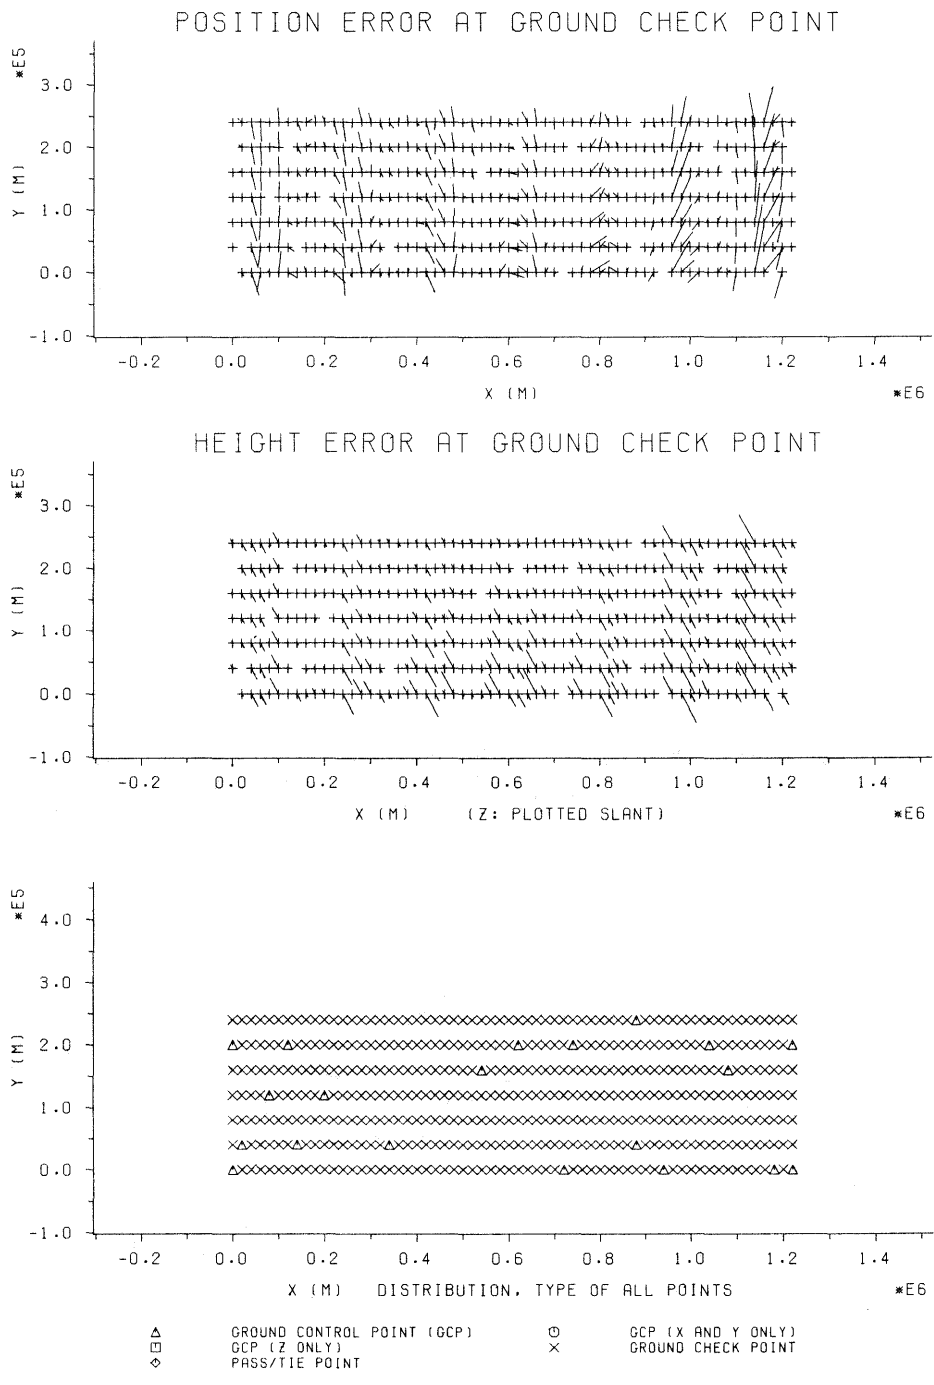 POSITION ERROR AT GROUND CHECK POINT
*E5
3.0
2.0
Y (M)
1.0
0.0
-1.0
-0.2 0.0 0.2 0.4 0.6 0.8 1.0 1.2 1.4
X (M) *E6
HEIGHT ERROR AT GROUND CHECK POINT
*E5
3.0
2.0
Y (M)
1.0
0.0
-1.0
-0.2 0.0 0.2 0.4 0.6 0.8 1.0 1.2 1.4
X (M) (Z: PLOTTED SLANT) *E6
*E5
4.0
3.0
2.0
Y (M)
1.0
0.0
-1.0
-0.2 0.0 0.2 0.4 0.6 0.8 1.0 1.2 1.4
X (M) DISTRIBUTION, TYPE OF ALL POINTS *E6
GROUND CONTROL POINT (GCP) GCP (X AND Y ONLY)
GCP (Z ONLY) GROUND CHECK POINT
PASS/TIE POINT